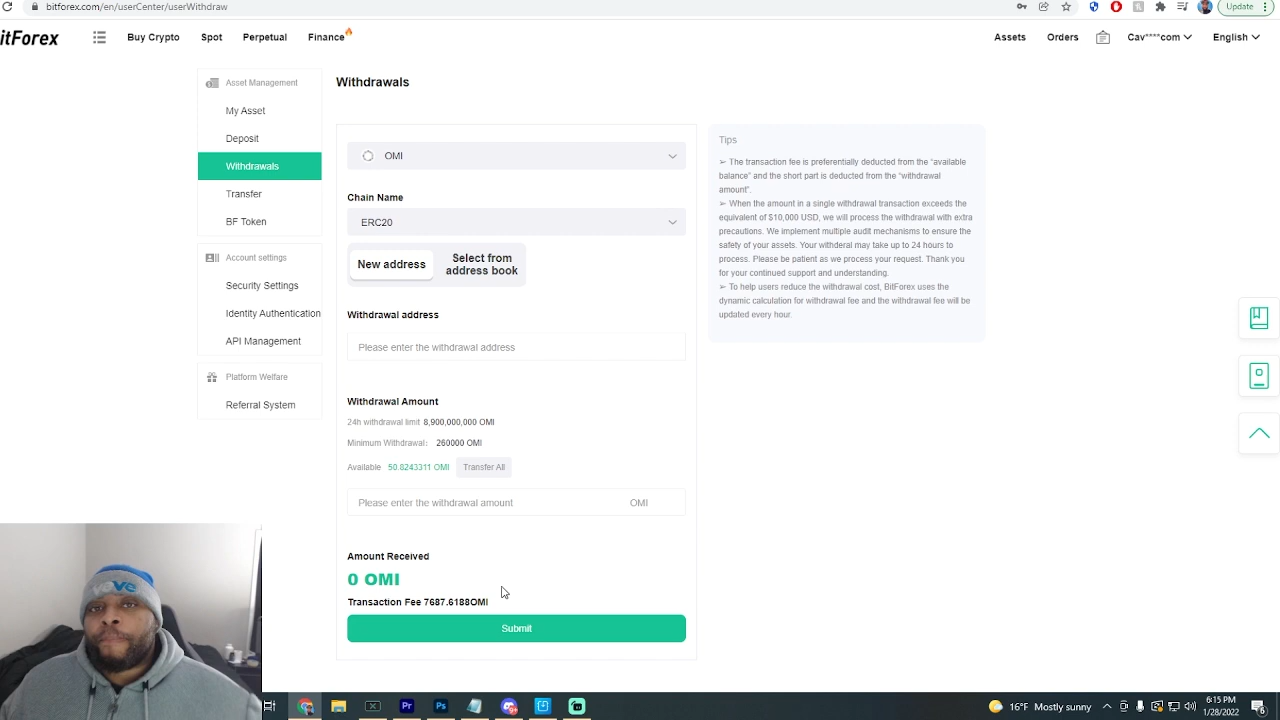 bitforex.com/en/userCenter/userWithdraw
Update
itForex
Buy Crypto
Spot
Perpetual
Finance
Assets
Orders
Cav****com
English
Asset Management
My Asset
Deposit
Withdrawals
Transfer
BF Token
Account settings
Security Settings
Identity Authentication
API Management
Platform Welfare
Referral System
Withdrawals
OMI
Chain Name
ERC20
New address
Select from
address book
Withdrawal address
Please enter the withdrawal address
Withdrawal Amount
24h withdrawal limit 8,900,000,000 OMI
Minimum Withdrawal: 260000 OMI
Available 50.8243311 OMI Transfer All
Please enter the withdrawal amount OMI
Amount Received
0 OMI
Transaction Fee 7687.6188OMI
Submit
Tips
➢ The transaction fee is preferentially deducted from the “available
balance” and the short part is deducted from the “withdrawal
amount”.
➢ When the amount in a single withdrawal transaction exceeds the
equivalent of $10,000 USD, we will process the withdrawal with extra
precautions. We implement multiple audit mechanisms to ensure the
safety of your assets. Your withderal may take up to 24 hours to
process. Please be patient as we process your request. Thank you
for your continued support and understanding.
➢ To help users reduce the withdrawal cost, BitForex uses the
dynamic calculation for withdrawal fee and the withdrawal fee will be
updated every hour.
veve
Pr
Ps
16°F Mostly sunny
6:15 PM
1/28/2022
6